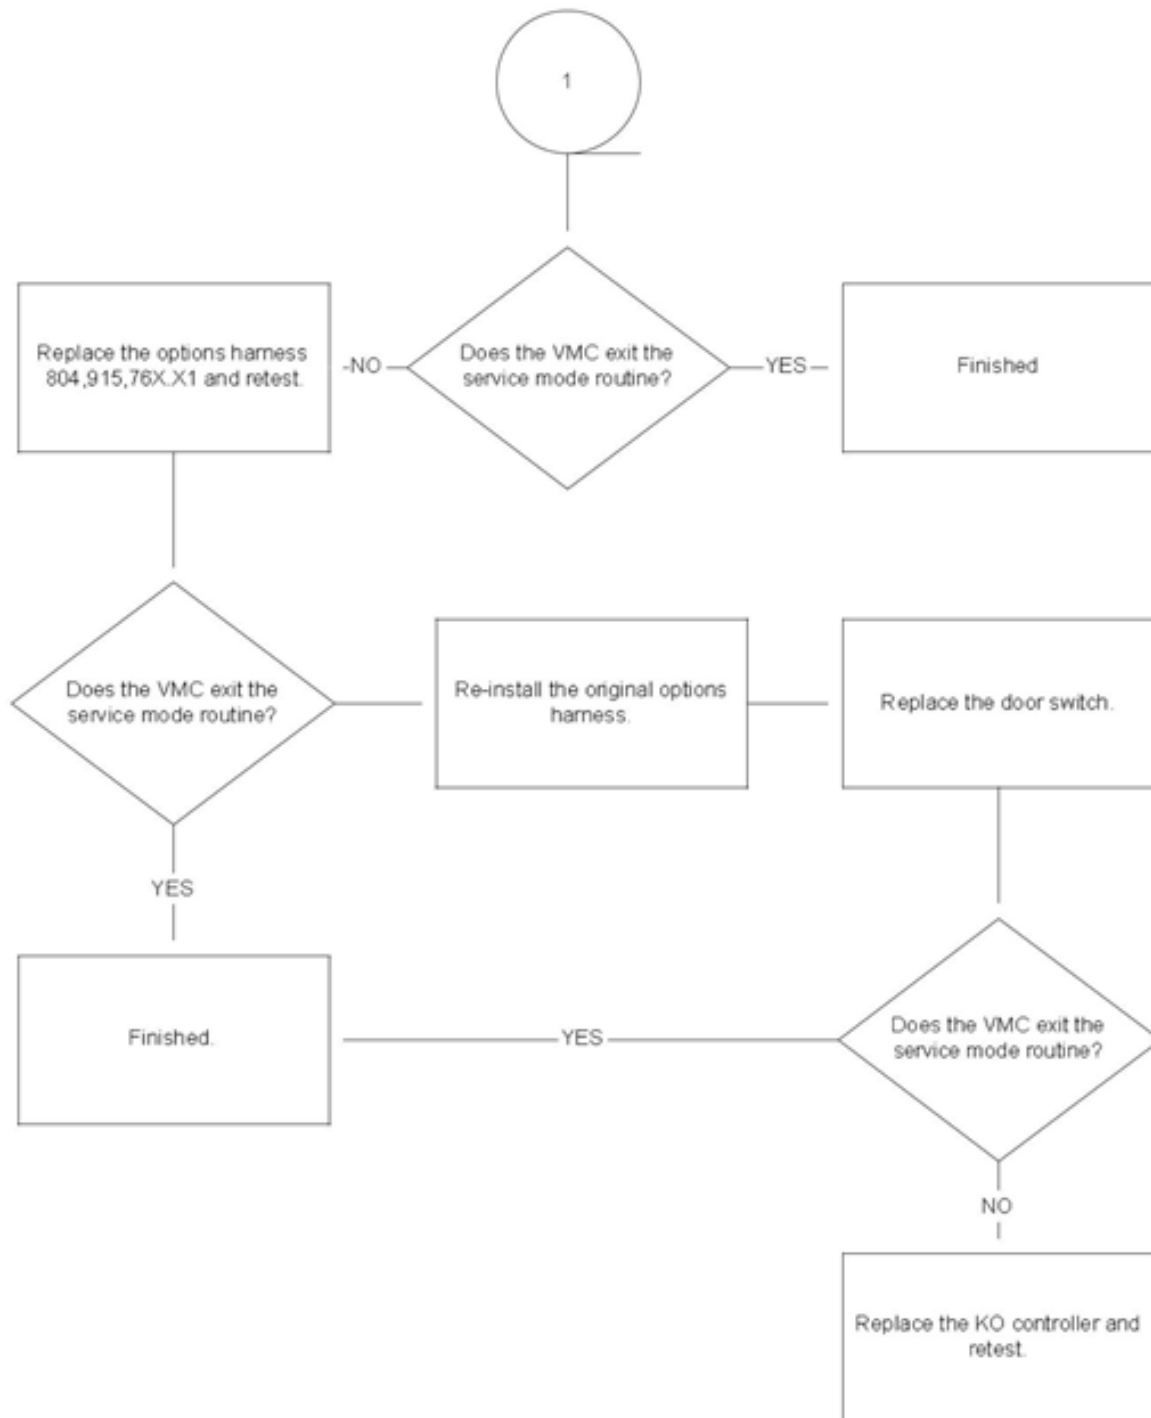 1
Replace the options harness
804,915,76X.X1 and retest.
-NO
Does the VMC exit the
service mode routine?
YES
Finished
Does the VMC exit the
service mode routine?
Re-install the original options
harness.
Replace the door switch.
YES
Finished.
YES
Does the VMC exit the
service mode routine?
NO
Replace the KO controller and
retest.